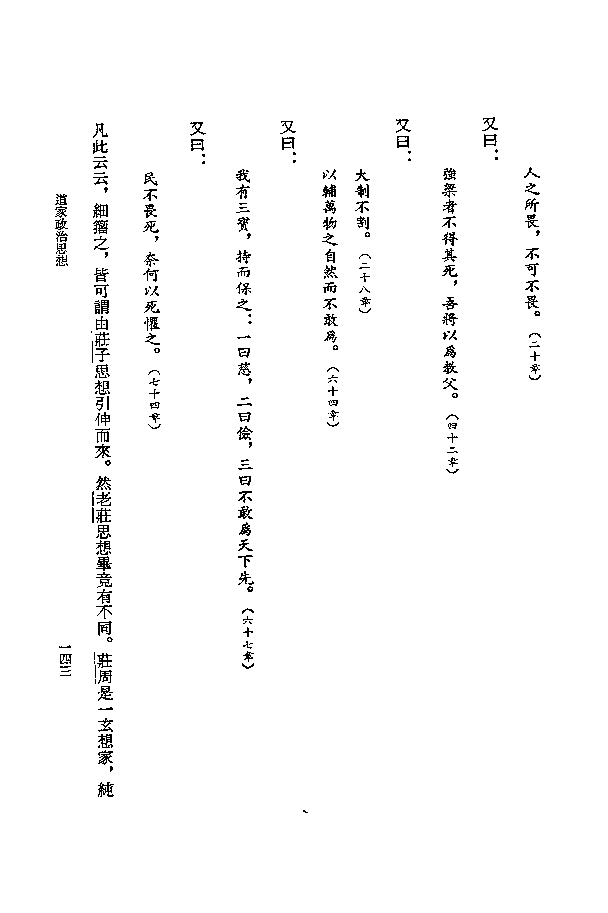 人之所畏，不可不畏。（二十章）
又曰：
強梁者不得其死，吾將以爲教父。（四十二章）
又曰：
大制不割。（二十八章）
以輔萬物之自然而不敢爲。（六十四章）
又曰：
我有三寶，持而保之：一曰慈，二曰儉，三曰不敢爲天下先。（六十七章）
又曰：
民不畏死，奈何以死懼之。（七十四章）
凡此云云，細籀之，皆可謂由莊子思想引伸而來。然老莊思想畢竟有不同。莊周是一玄想家，純
道家政治思想
一四三